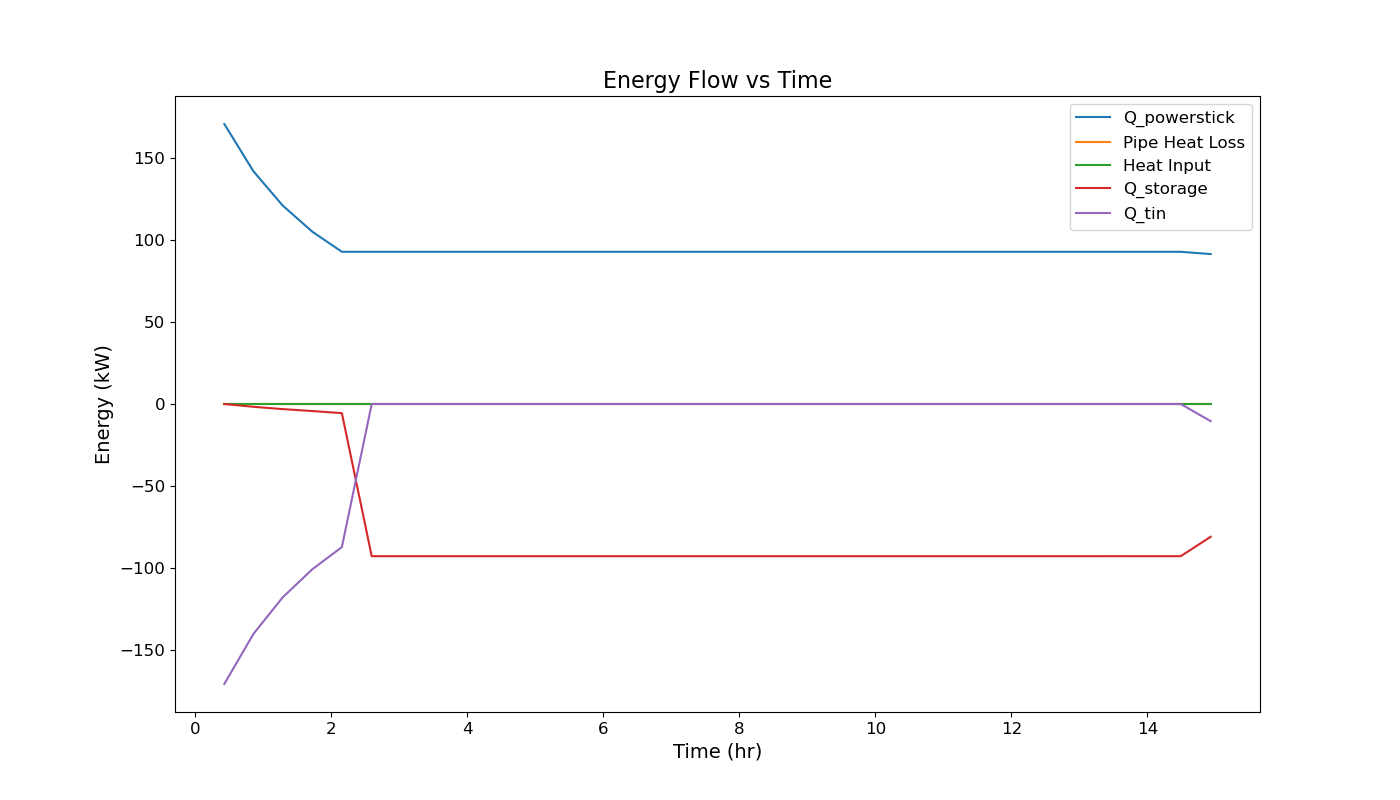 Energy Flow vs Time
Q_powerstick
Pipe Heat Loss
Heat Input
Q_storage
Q_tin
Energy (kW)
150
100
50
0
−50
−100
−150
0 2 4 6 8 10 12 14
Time (hr)